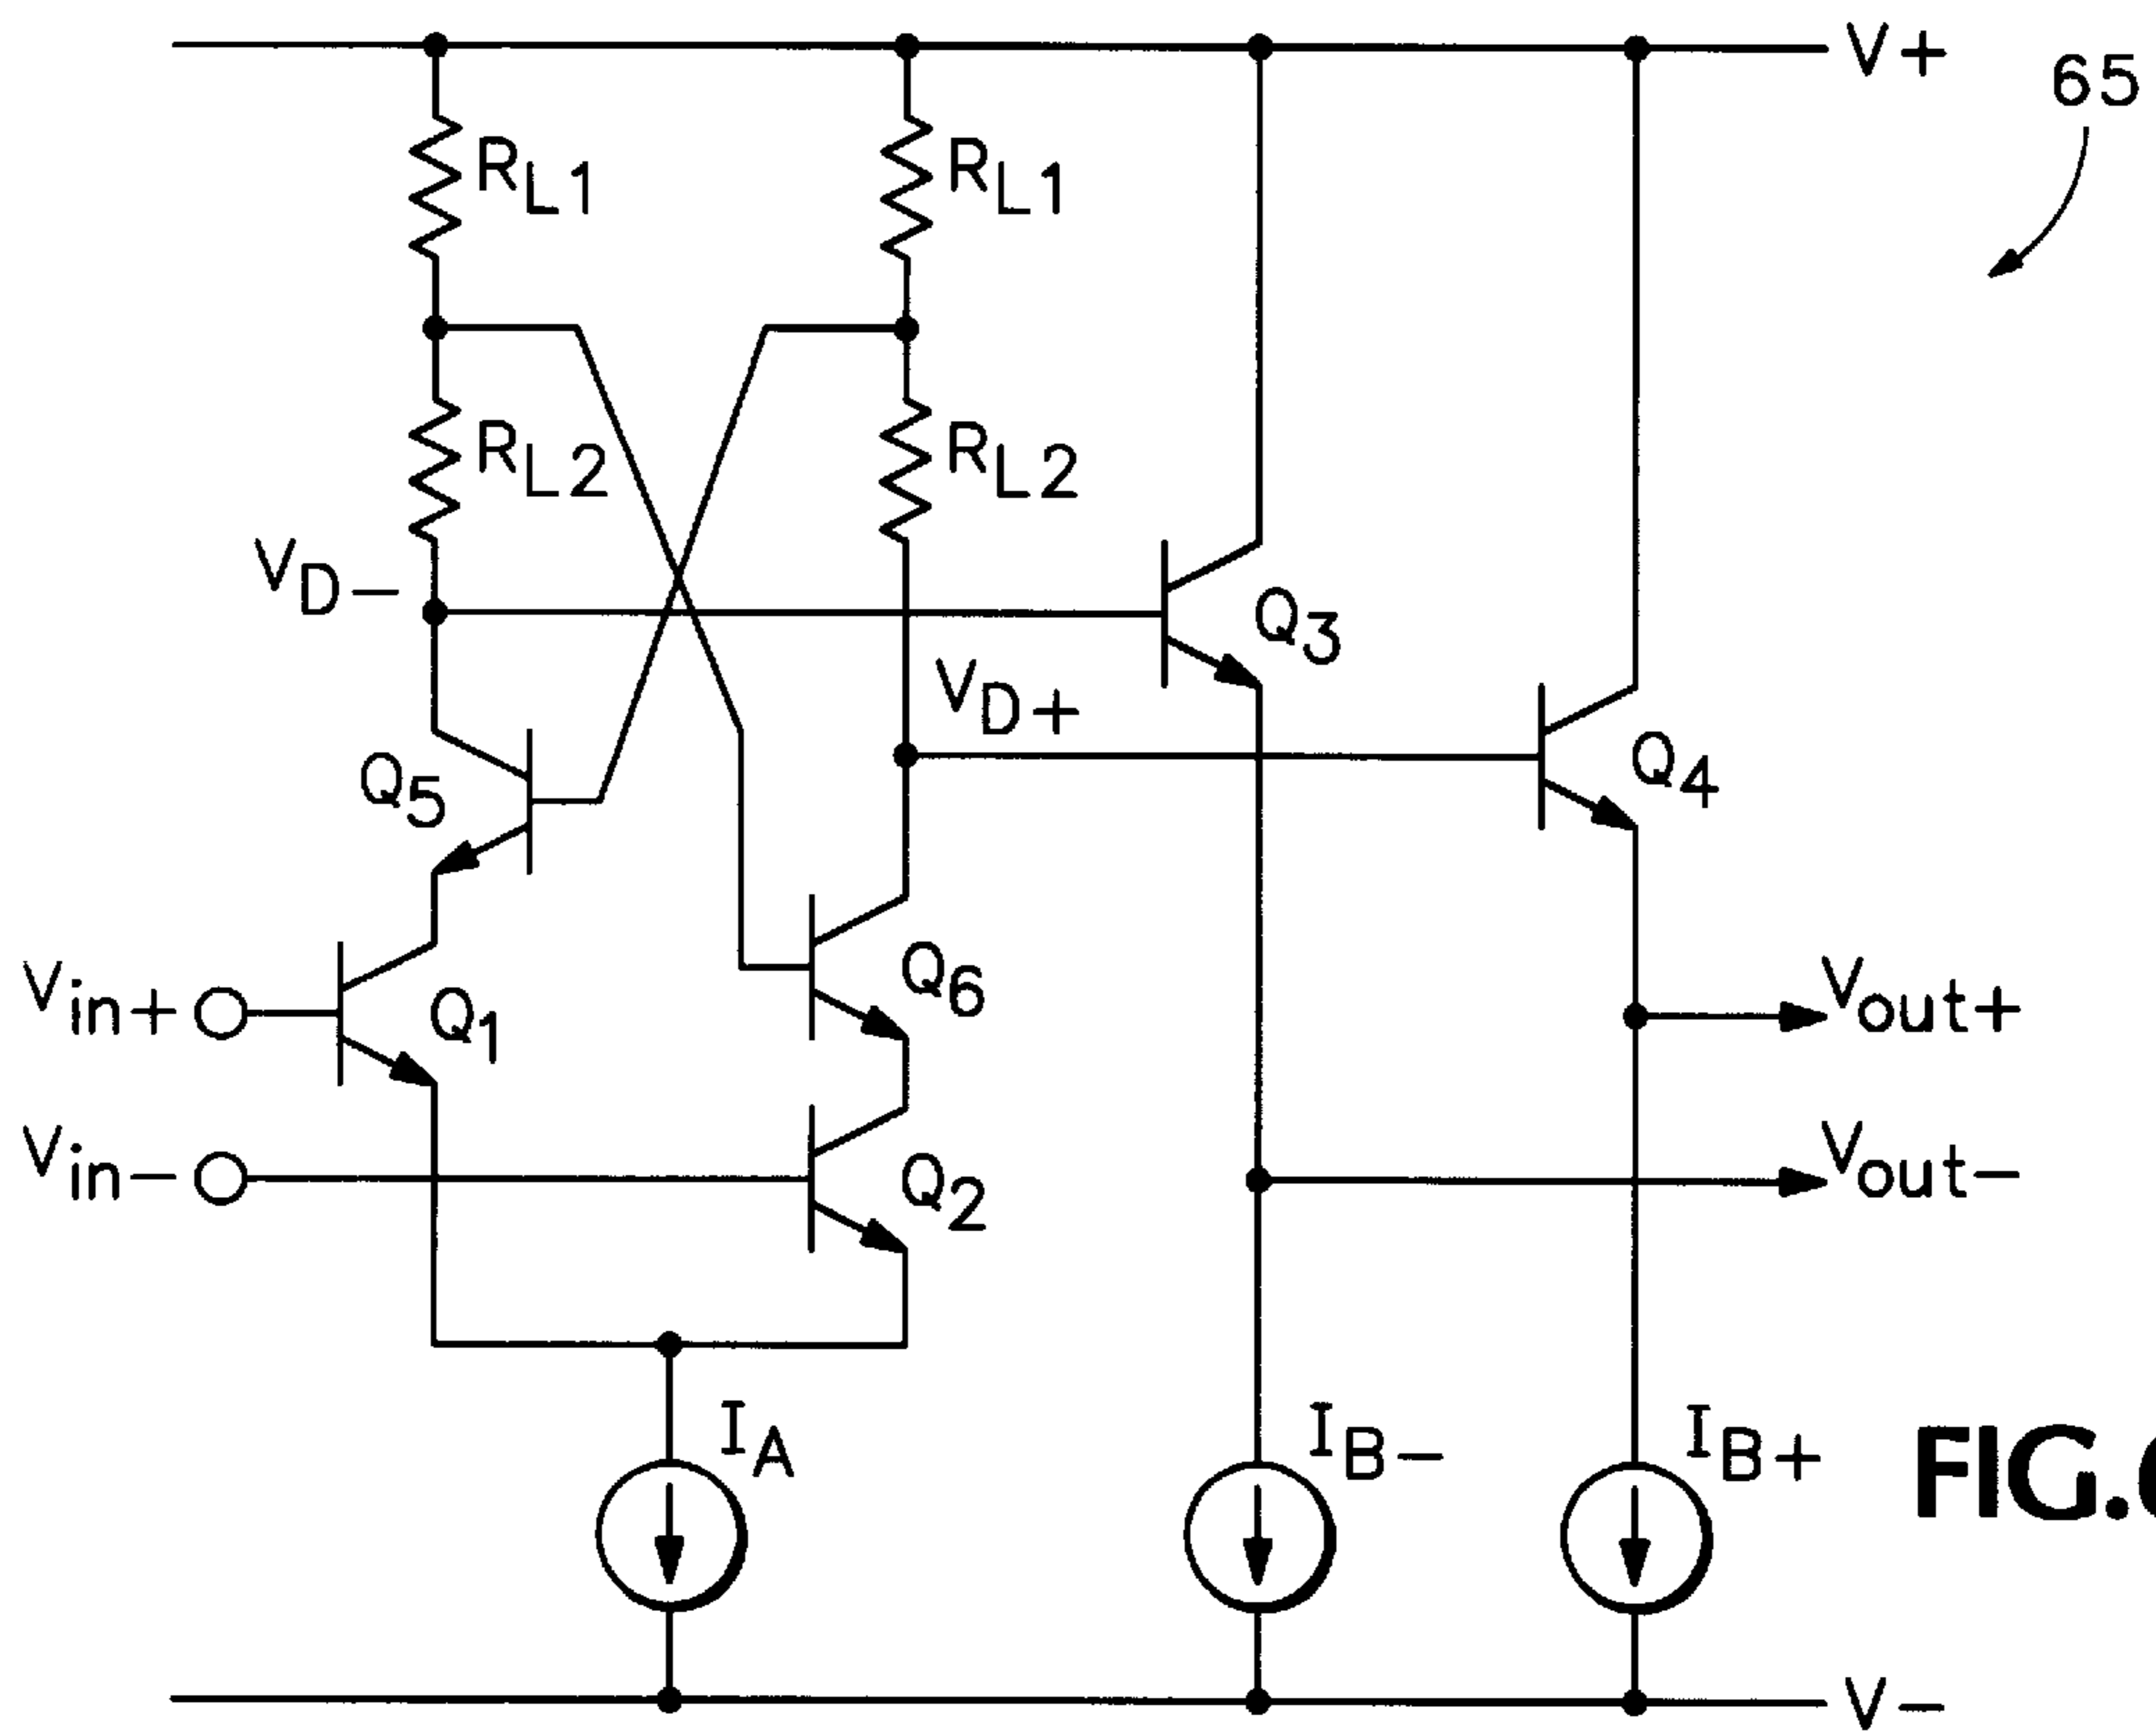 V+
65
RL1
RL1
RL2
RL2
VD-
Q3
VD+
Q5
Q4
Vin+
Q1
Q6
Vout+
Vin-
Q2
Vout-
IA
IB-
IB+
FIG.
V-